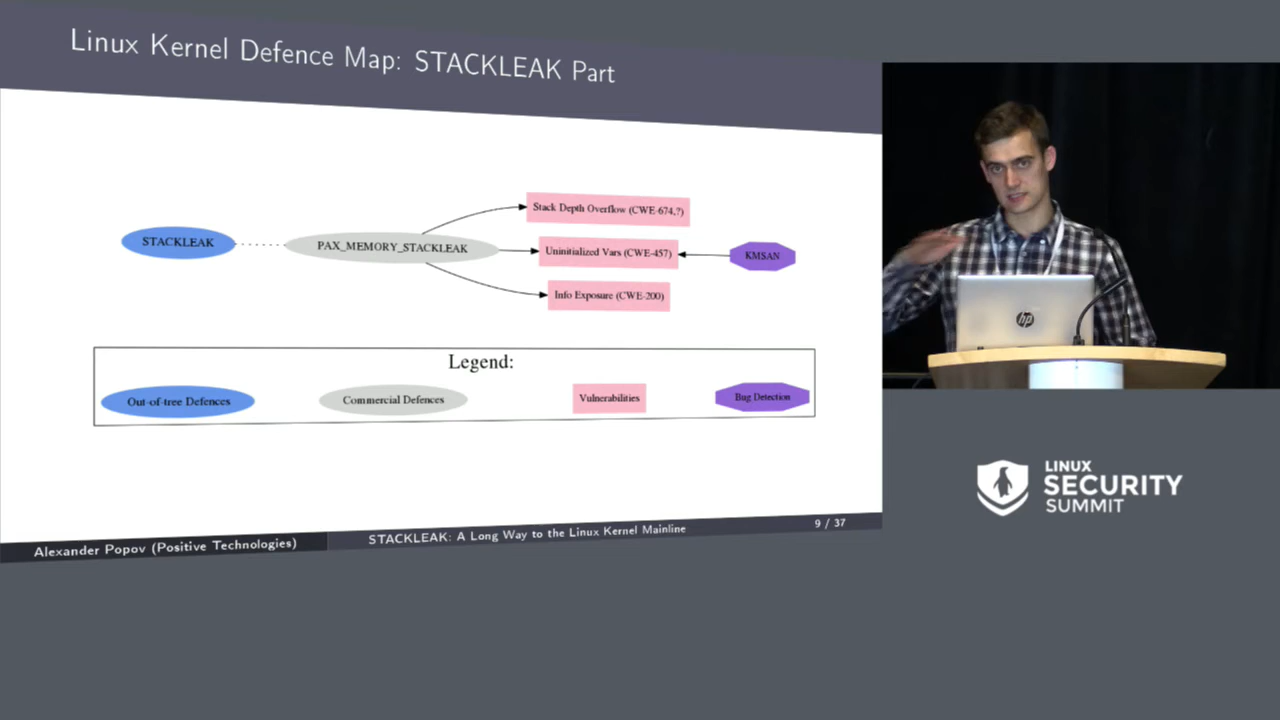 Linux Kernel Defence Map: STACKLEAK Part
Stack Depth Overflow (CWE-674,?)
STACKLEAK
PAX_MEMORY_STACKLEAK
Uninitialized Vars (CWE-457)
KMSAN
Info Exposure (CWE-200)
Legend:
Out-of-tree Defences
Commercial Defences
Vulnerabilities
Bug Detection
Alexander Popov (Positive Technologies)
STACKLEAK: A Long Way to the Linux Kernel Mainline
9 / 37
hp
LINUX
SECURITY
SUMMIT